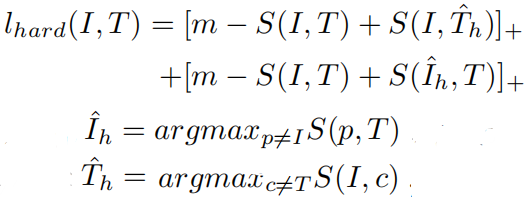 l_{hard}(I, T) = [m − S(I, T) + S(I, \hat{T}_h)]_+
+[m − S(I, T) + S(\hat{I}_h, T)]_+
\hat{I}_h = argmax_{p≠I} S(p, T)
\hat{T}_h = argmax_{c≠T} S(I, c) .